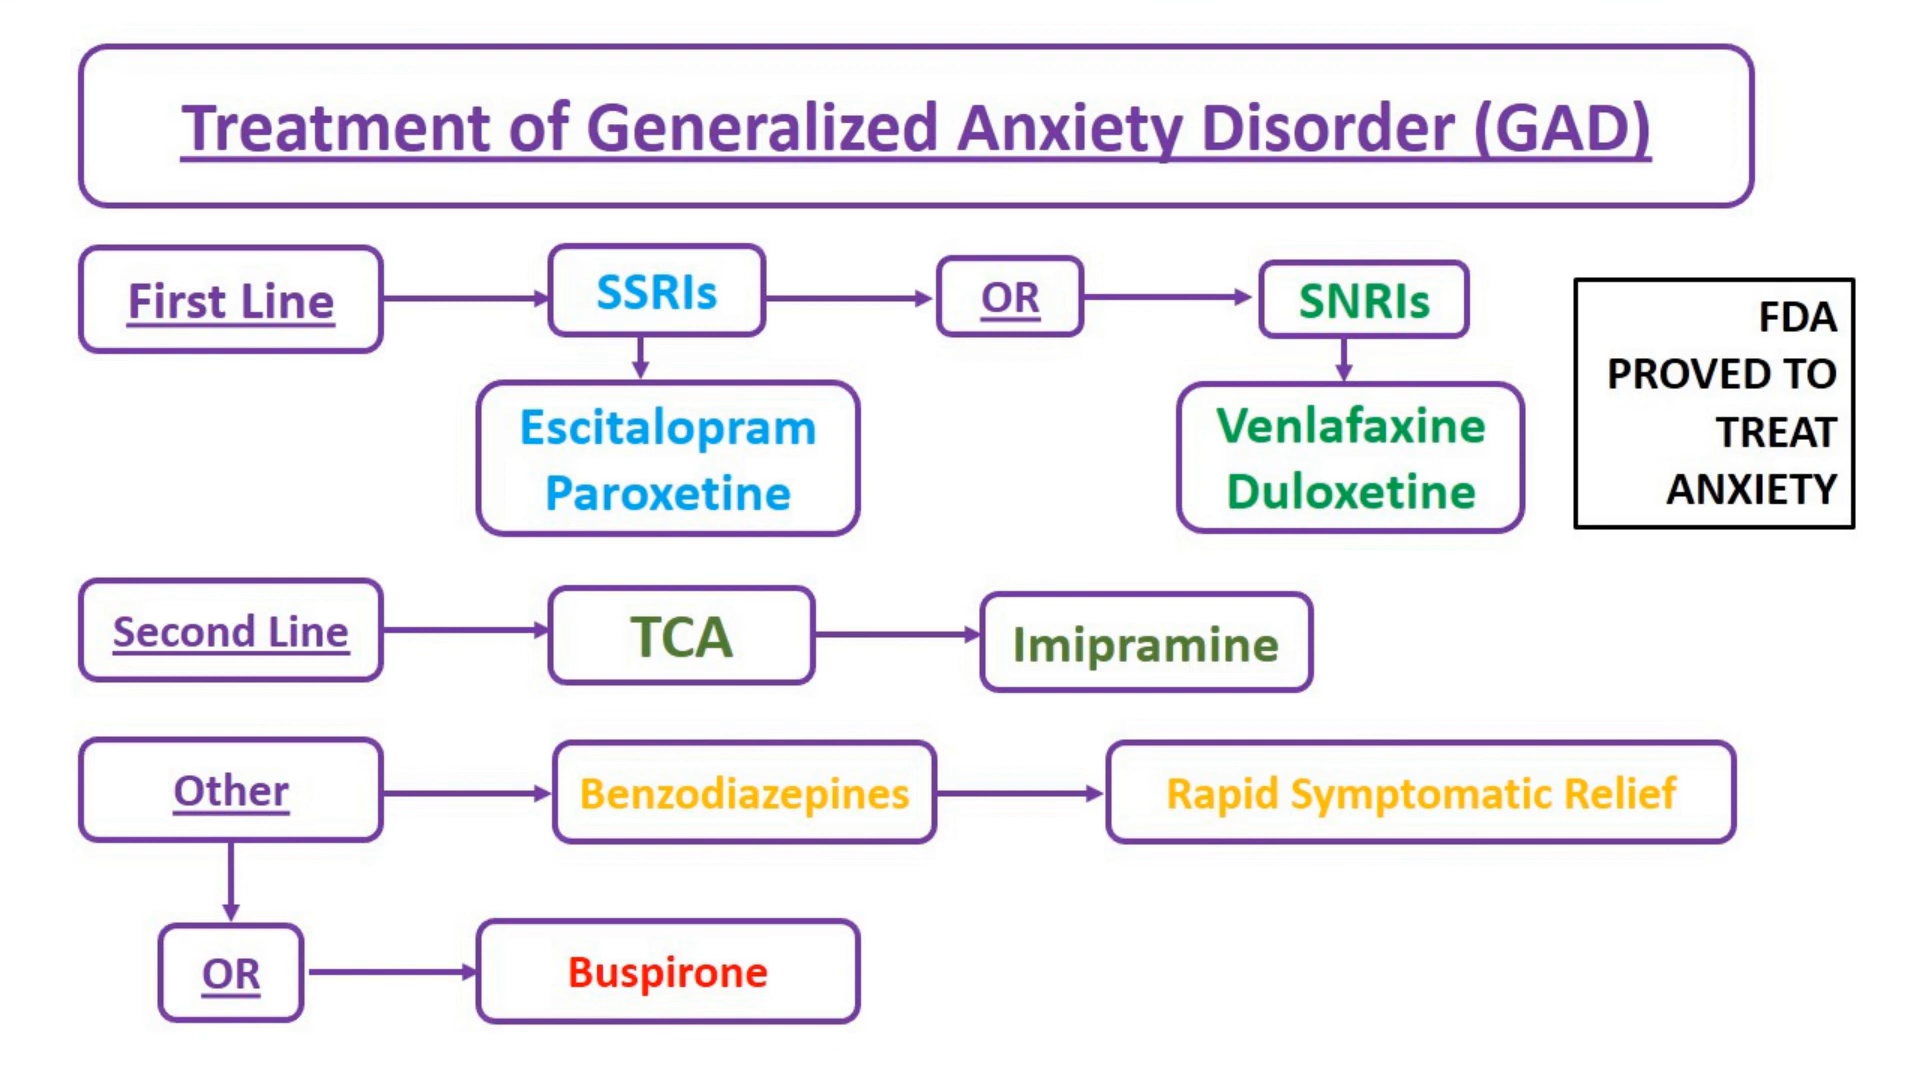 Treatment of Generalized Anxiety Disorder (GAD)
First Line
SSRIs
OR
SNRIs
Escitalopram
Paroxetine
Venlafaxine
Duloxetine
FDA
PROVED TO
TREAT
ANXIETY
Second Line
TCA
Imipramine
Other
Benzodiazepines
Rapid Symptomatic Relief
OR
Buspirone